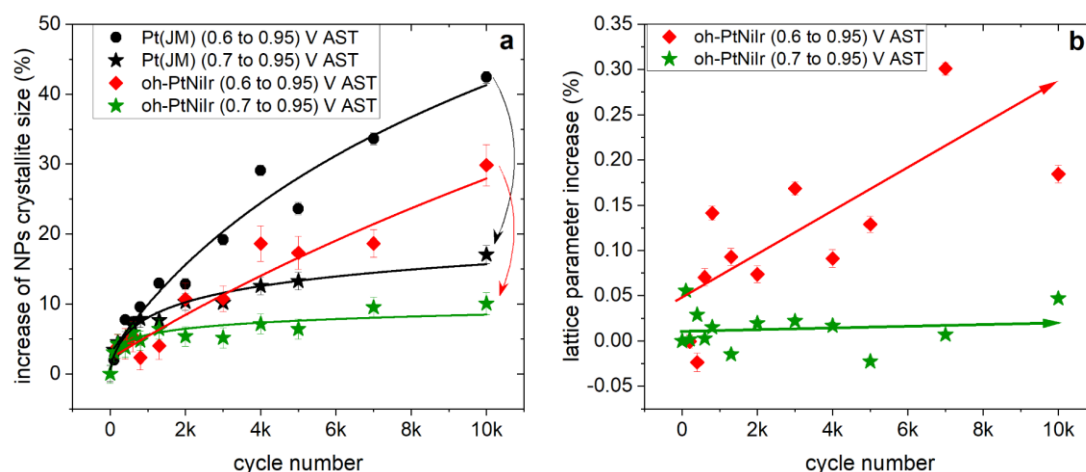 a
Pt(JM) (0.6 to 0.95) V AST
Pt(JM) (0.7 to 0.95) V AST
oh-PtNiIr (0.6 to 0.95) V AST
oh-PtNiIr (0.7 to 0.95) V AST
increase of NPs crystallite size (%)
50
40
30
20
10
0
0 2k 4k 6k 8k 10k
cycle number
b
oh-PtNiIr (0.6 to 0.95) V AST
oh-PtNiIr (0.7 to 0.95) V AST
lattice parameter increase (%)
0.35
0.30
0.25
0.20
0.15
0.10
0.05
0.00
-0.05
0 2k 4k 6k 8k 10k
cycle number